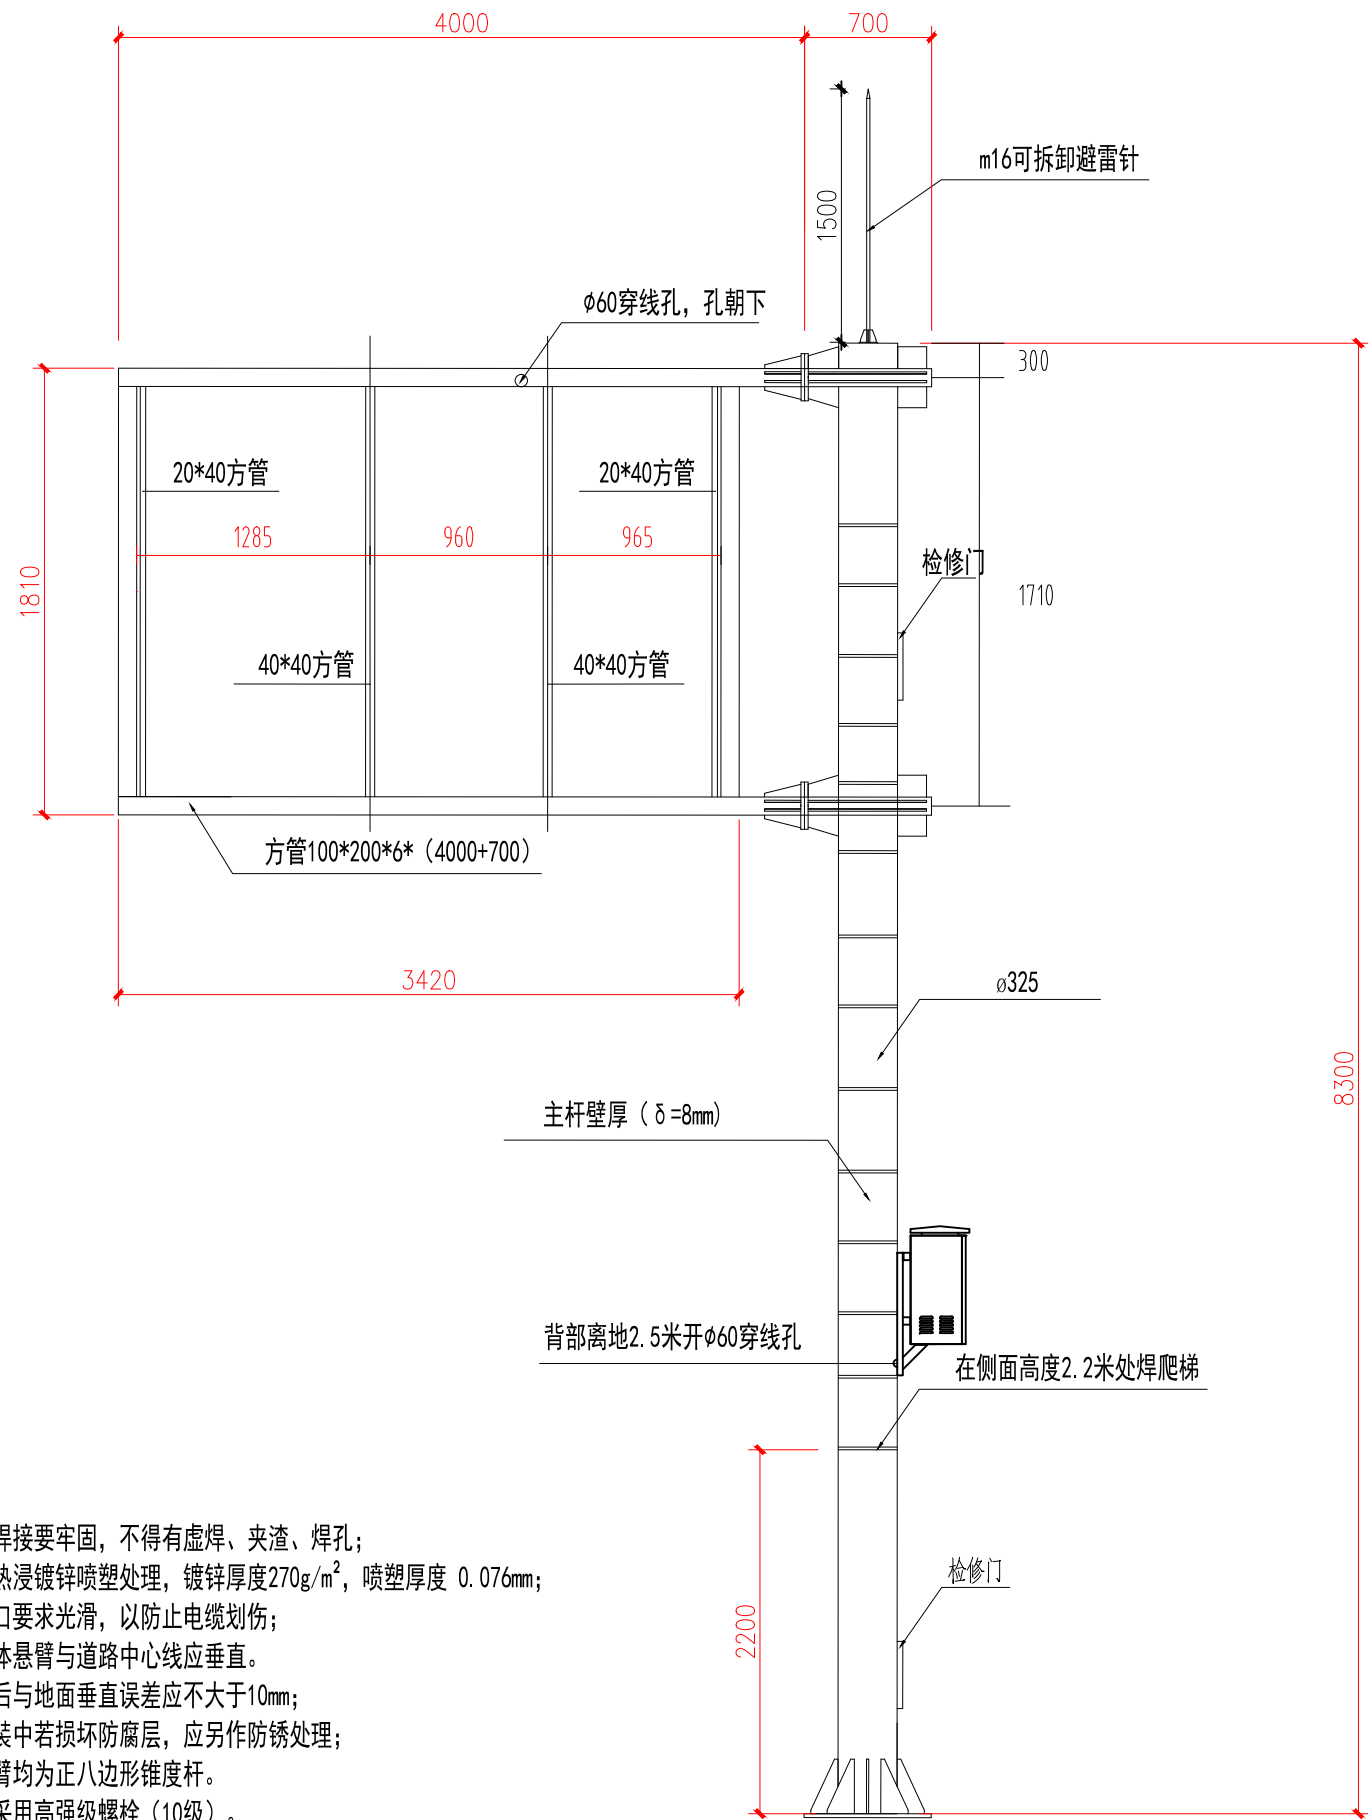 4000
700
m16可拆卸避雷针
1500
ϕ60穿线孔，孔朝下
300
20*40方管
20*40方管
1285
960
965
检修门
1810
1710
40*40方管
40*40方管
方管100*200*6*（4000+700）
3420
ø325
8300
主杆壁厚（δ=8mm）
背部离地2.5米开ϕ60穿线孔
在侧面高度2.2米处焊爬梯
2200
检修门
焊接要牢固，不得有虚焊、夹渣、焊孔；
热浸镀锌喷塑处理，镀锌厚度270g/m²，喷塑厚度 0.076mm；
口要求光滑，以防止电缆划伤；
体悬臂与道路中心线应垂直。
后与地面垂直误差应不大于10mm；
装中若损坏防腐层，应另作防锈处理；
臂均为正八边形锥度杆。
采用高强级螺栓（10级）。